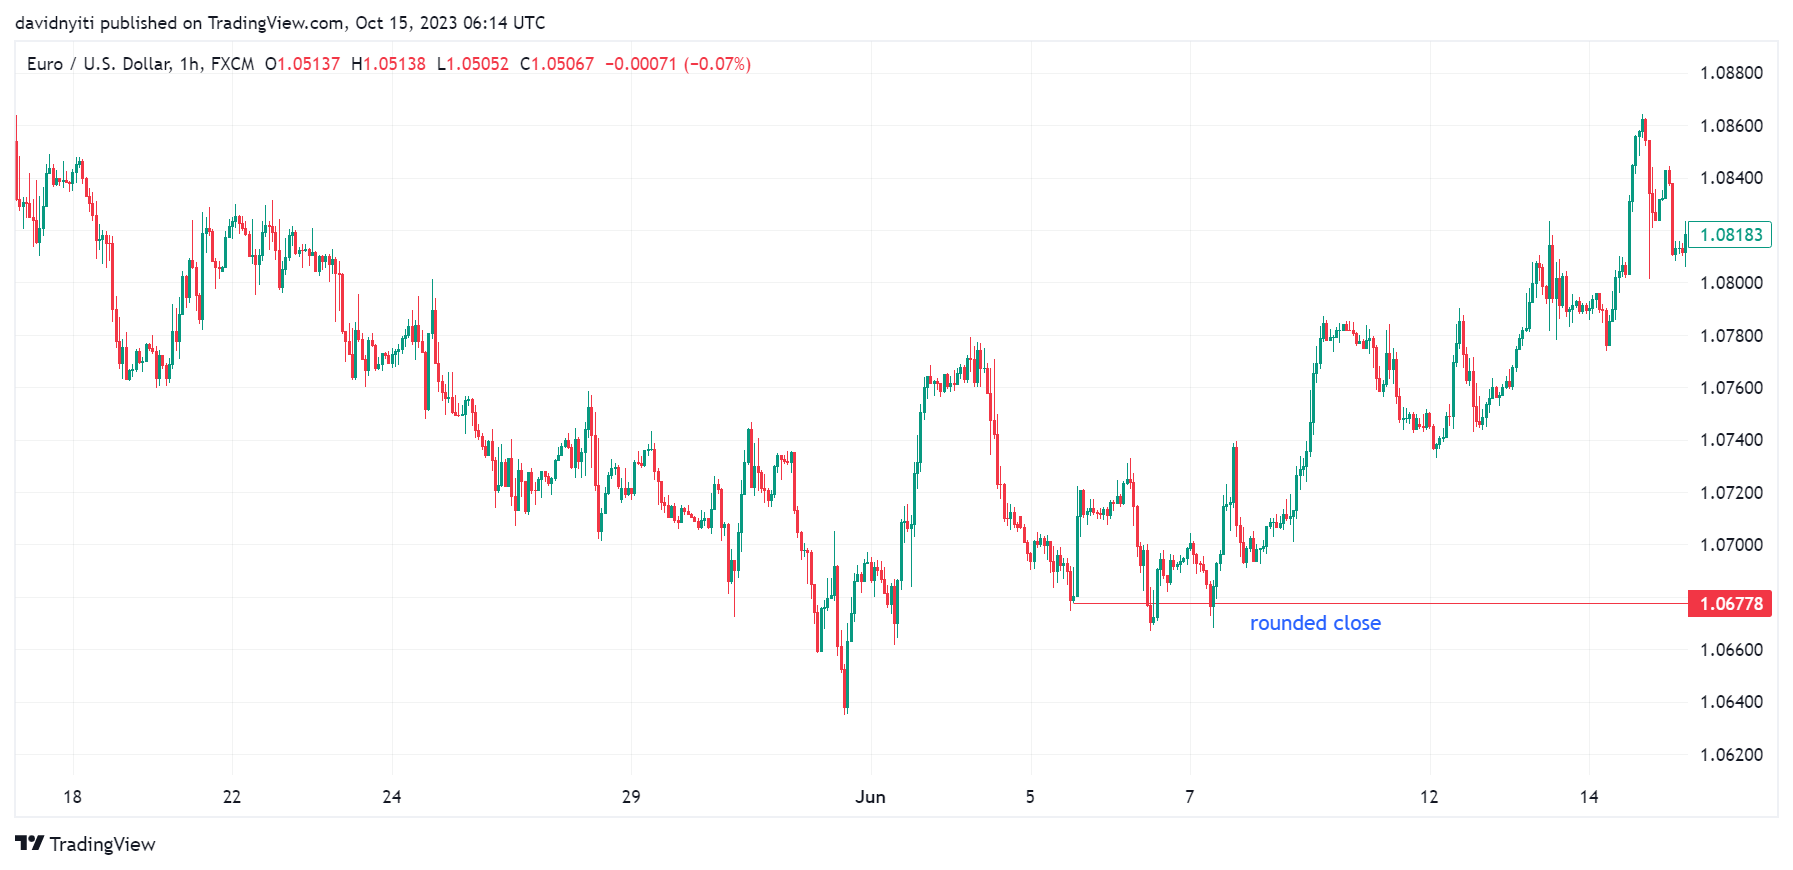 davidnyiti published on TradingView.com, Oct 15, 2023 06:14 UTC
Euro / U.S. Dollar, 1h, FXCM O1.05137 H1.05138 L1.05052 C1.05067 −0.00071 (−0.07%)
1.08800
1.08600
1.08400
1.08183
1.08000
1.07800
1.07600
1.07400
1.07200
1.07000
1.06778
rounded close
1.06600
1.06400
1.06200
18 22 24 29 Jun 5 7 12 14
TradingView